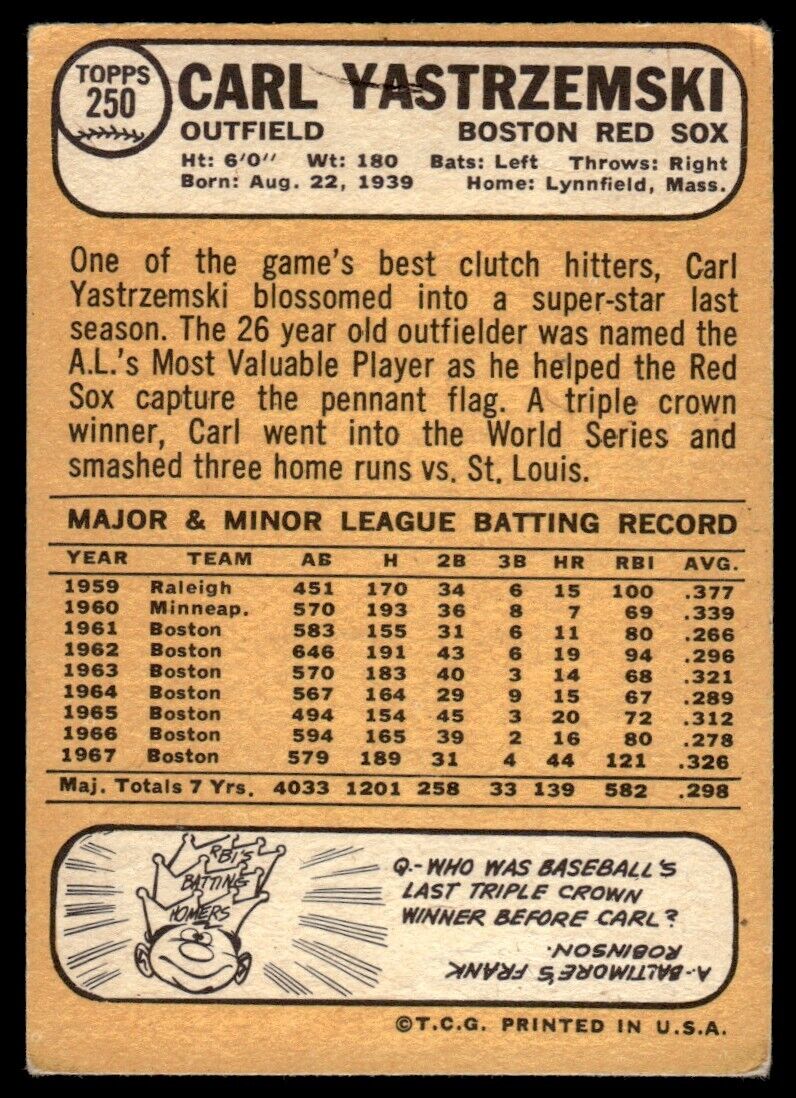 TOPPS
250
CARL YASTRZEMSKI
OUTFIELD BOSTON RED SOX
Ht: 6'0" Wt: 180 Bats: Left Throws: Right
Born: Aug. 22, 1939 Home: Lynnfield, Mass.
One of the game's best clutch hitters, Carl
Yastrzemski blossomed into a super-star last
season. The 26 year old outfielder was named the
A.L.'s Most Valuable Player as he helped the Red
Sox capture the pennant flag. A triple crown
winner, Carl went into the World Series and
smashed three home runs vs. St. Louis.
MAJOR & MINOR LEAGUE BATTING RECORD
YEAR TEAM AB H 2B 3B HR RBI AVG.
1959 Raleigh 451 170 34 6 15 100 .377
1960 Minneap. 570 193 36 8 7 69 .339
1961 Boston 583 155 31 6 11 80 .266
1962 Boston 646 191 43 6 19 94 .296
1963 Boston 570 183 40 3 14 68 .321
1964 Boston 567 164 29 9 15 67 .289
1965 Boston 494 154 45 3 20 72 .312
1966 Boston 594 165 39 2 16 80 .278
1967 Boston 579 189 31 4 44 121 .326
Maj. Totals 7 Yrs. 4033 1201 258 33 139 582 .298
RBI'S
BATTING
HOMERS
Q.-WHO WAS BASEBALL'S
LAST TRIPLE CROWN
WINNER BEFORE CARL?
A.-BALTIMORE'S FRANK
ROBINSON.
©T.C.G. PRINTED IN U.S.A.